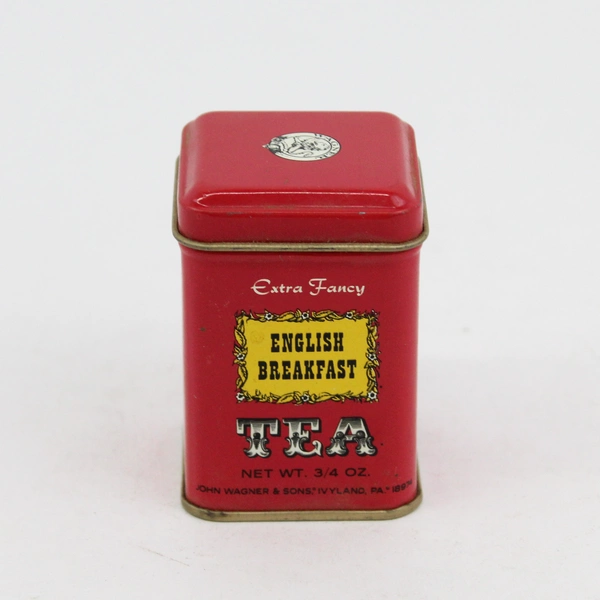 Extra Fancy
ENGLISH
BREAKFAST
TEA
NET WT. 3/4 OZ.
JOHN WAGNER & SONS, IVYLAND, PA.